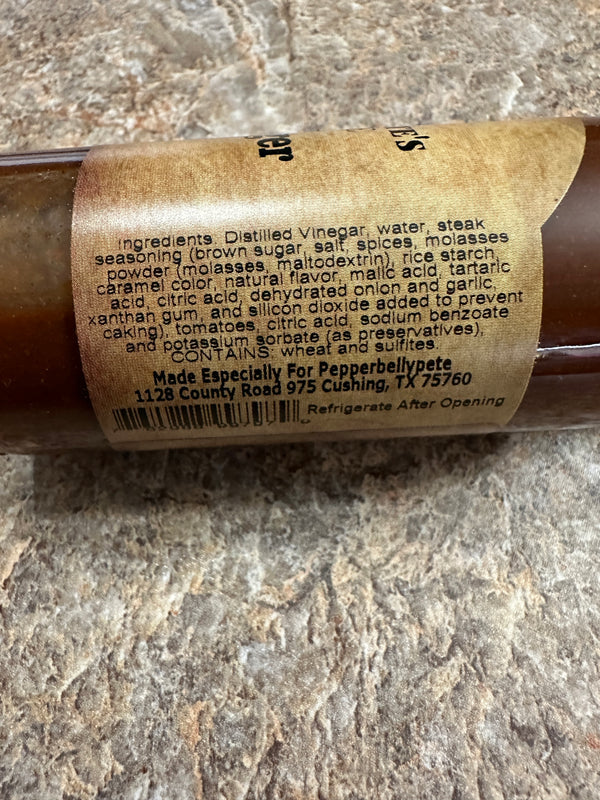 TE's
er
Ingredients: Distilled Vinegar, water, steak
seasoning (brown sugar, salt, spices, molasses
powder (molasses, maltodextrin), rice starch,
caramel color, natural flavor, malic acid, tartaric
acid, citric acid, dehydrated onion and garlic,
xanthan gum, and silicon dioxide added to prevent
caking), tomatoes, citric acid, sodium benzoate
and potassium sorbate (as preservatives),
CONTAINS: wheat and sulfites.
Made Especially For Pepperbellypete
1128 County Road 975 Cushing, TX 75760
Refrigerate After Opening